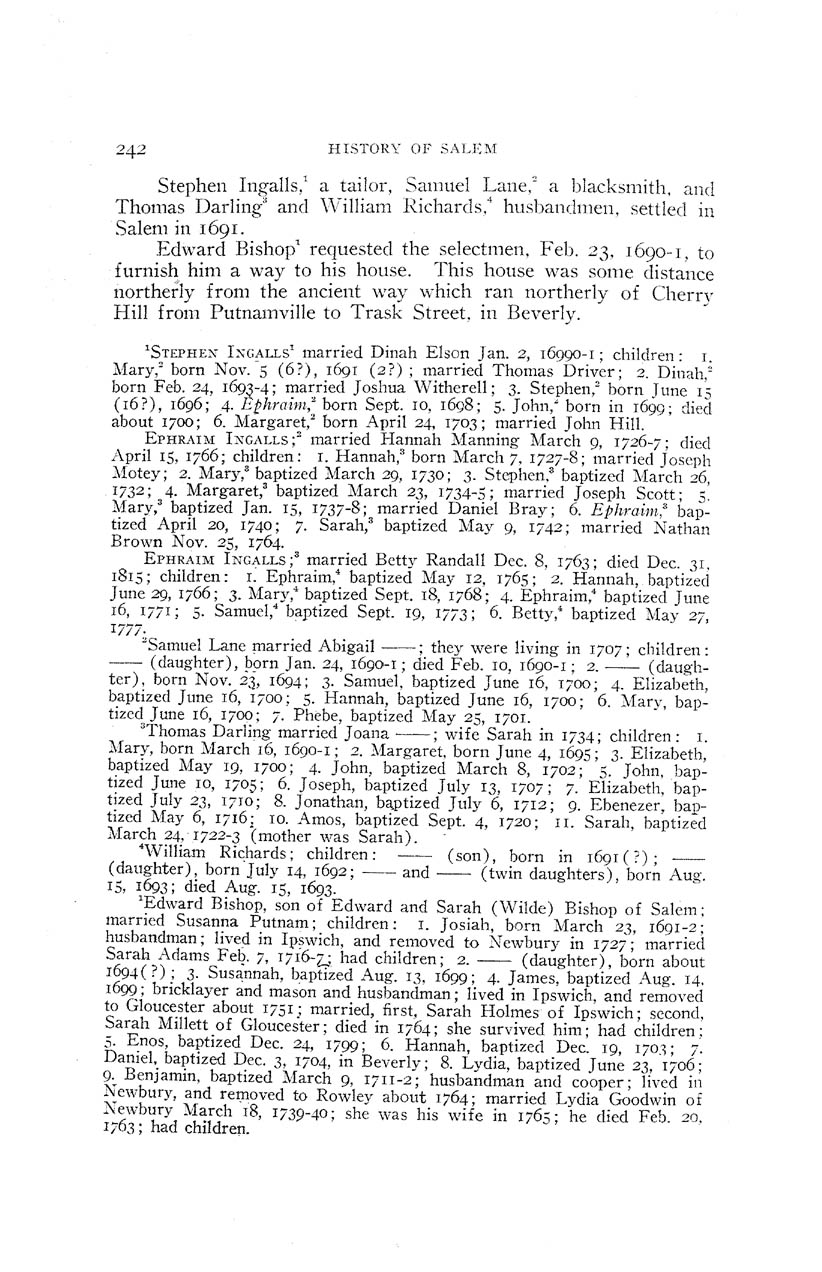 242 HISTORY OF SALEM
Stephen Ingalls,¹ a tailor, Samuel Lane,² a blacksmith, and
Thomas Darling³ and William Richards,⁴ husbandmen, settled in
Salem in 1691.
Edward Bishop¹ requested the selectmen, Feb. 23, 1690-1, to
furnish him a way to his house. This house was some distance
northerly from the ancient way which ran northerly of Cherry
Hill from Putnamville to Trask Street, in Beverly.
¹STEPHEN INGALLS¹ married Dinah Elson Jan. 2, 16990-1; children: 1.
Mary,² born Nov. 5 (6?), 1691 (2?) ; married Thomas Driver; 2. Dinah,²
born Feb. 24, 1693-4; married Joshua Witherell; 3. Stephen,² born June 15
(16?), 1696; 4. Ephraim,² born Sept. 10, 1698; 5. John,² born in 1699; died
about 1700; 6. Margaret,² born April 24, 1703; married John Hill.
EPHRAIM INGALLS;² married Hannah Manning March 9, 1726-7; died
April 15, 1766; children: 1. Hannah,³ born March 7, 1727-8; married Joseph
Motey; 2. Mary,³ baptized March 29, 1730; 3. Stephen,³ baptized March 26,
1732; 4. Margaret,³ baptized March 23, 1734-5; married Joseph Scott; 5.
Mary,³ baptized Jan. 15, 1737-8; married Daniel Bray; 6. Ephraim,³ bap-
tized April 20, 1740; 7. Sarah,³ baptized May 9, 1742; married Nathan
Brown Nov. 25, 1764.
EPHRAIM INGALLS;³ married Betty Randall Dec. 8, 1763; died Dec. 31,
1815; children: 1. Ephraim,⁴ baptized May 12, 1765; 2. Hannah, baptized
June 29, 1766; 3. Mary,⁴ baptized Sept. 18, 1768; 4. Ephraim,⁴ baptized June
16, 1771; 5. Samuel,⁴ baptized Sept. 19, 1773; 6. Betty,⁴ baptized May 27,
1777.
²Samuel Lane married Abigail ——; they were living in 1707; children:
—— (daughter), born Jan. 24, 1690-1; died Feb. 10, 1690-1; 2. —— (daugh-
ter), born Nov. 23, 1694; 3. Samuel, baptized June 16, 1700; 4. Elizabeth,
baptized June 16, 1700; 5. Hannah, baptized June 16, 1700; 6. Mary, bap-
tized June 16, 1700; 7. Phebe, baptized May 25, 1701.
³Thomas Darling married Joana ——; wife Sarah in 1734; children: 1.
Mary, born March 16, 1690-1; 2. Margaret, born June 4, 1695; 3. Elizabeth,
baptized May 19, 1700; 4. John, baptized March 8, 1702; 5. John, bap-
tized June 10, 1705; 6. Joseph, baptized July 13, 1707; 7. Elizabeth, bap-
tized July 23, 1710; 8. Jonathan, baptized July 6, 1712; 9. Ebenezer, bap-
tized May 6, 1716; 10. Amos, baptized Sept. 4, 1720; 11. Sarah, baptized
March 24, 1722-3 (mother was Sarah).
⁴William Richards; children: —— (son), born in 1691(?); ——
(daughter), born July 14, 1692; —— and —— (twin daughters), born Aug.
15, 1693; died Aug. 15, 1693.
¹Edward Bishop, son of Edward and Sarah (Wilde) Bishop of Salem;
married Susanna Putnam; children: 1. Josiah, born March 23, 1691-2;
husbandman; lived in Ipswich, and removed to Newbury in 1727; married
Sarah Adams Feb. 7, 1716-7; had children; 2. —— (daughter), born about
1694(?); 3. Susannah, baptized Aug. 13, 1699; 4. James, baptized Aug. 14,
1699; bricklayer and mason and husbandman; lived in Ipswich, and removed
to Gloucester about 1751; married, first, Sarah Holmes of Ipswich; second,
Sarah Millett of Gloucester; died in 1764; she survived him; had children;
5. Enos, baptized Dec. 24, 1799; 6. Hannah, baptized Dec. 19, 1703; 7.
Daniel, baptized Dec. 3, 1704, in Beverly; 8. Lydia, baptized June 23, 1706;
9. Benjamin, baptized March 9, 1711-2; husbandman and cooper; lived in
Newbury, and removed to Rowley about 1764; married Lydia Goodwin of
Newbury March 18, 1739-40; she was his wife in 1765; he died Feb. 20,
1763; had children.